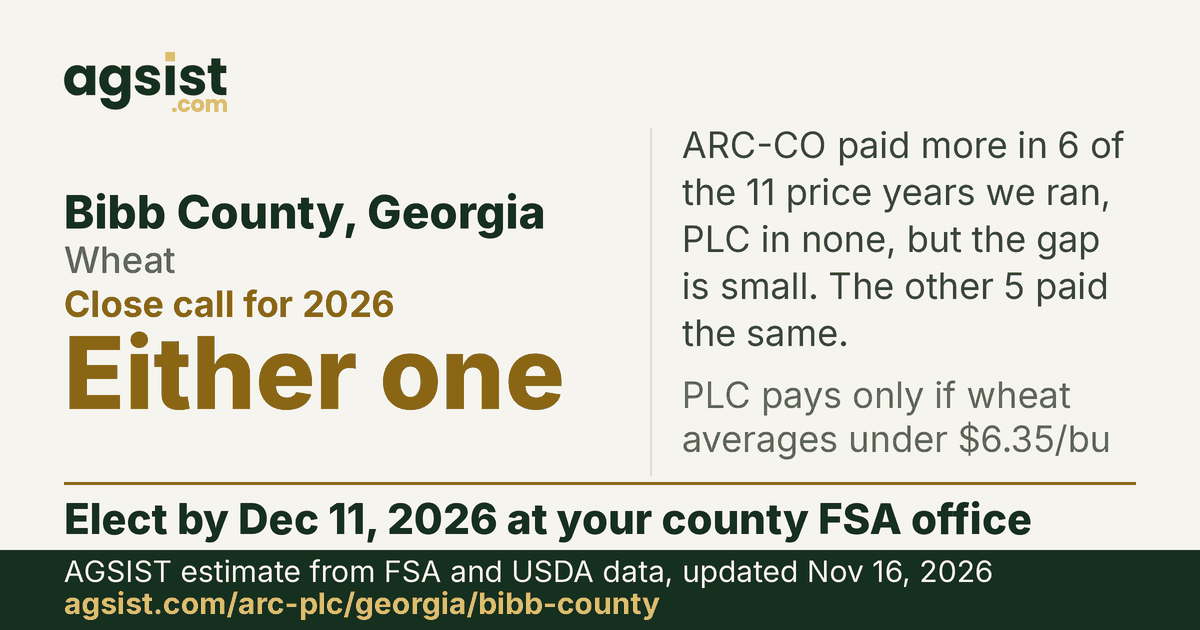 agsist
.com
Bibb County, Georgia
Wheat
Close call for 2026
Either one
ARC-CO paid more in 6 of
the 11 price years we ran,
PLC in none, but the gap
is small. The other 5 paid
the same.
PLC pays only if wheat
averages under $6.35/bu
Elect by Dec 11, 2026 at your county FSA office
AGSIST estimate from FSA and USDA data, updated Nov 16, 2026
agsist.com/arc-plc/georgia/bibb-county